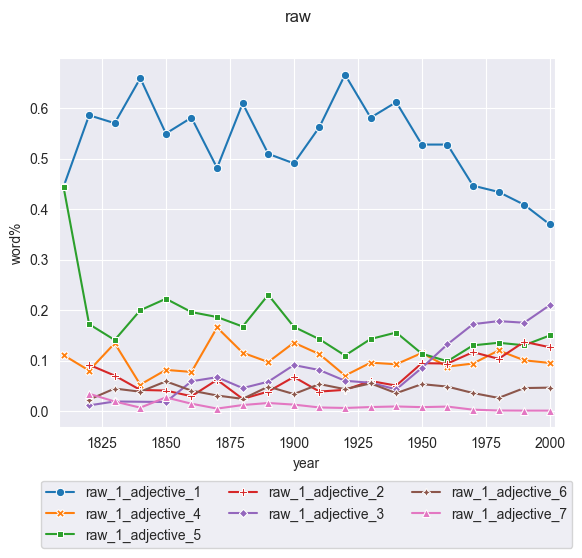 raw
0.6
0.5
0.4
0.3
0.2
0.1
0.0
word%
1825 1850 1875 1900 1925 1950 1975 2000
year
raw_1_adjective_1 raw_1_adjective_2 raw_1_adjective_6
raw_1_adjective_4 raw_1_adjective_3 raw_1_adjective_7
raw_1_adjective_5